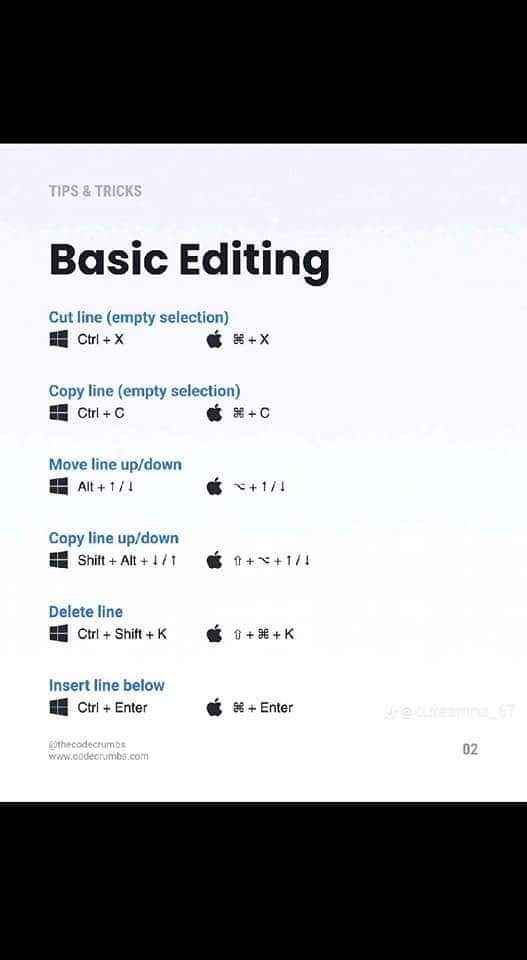 TIPS & TRICKS
Basic Editing
Cut line (empty selection)
Ctrl + X ⌘ + X
Copy line (empty selection)
Ctrl + C ⌘ + C
Move line up/down
Alt + ↑ / ↓ ⌥ + ↑ / ↓
Copy line up/down
Shift + Alt + ↓ / ↑ ⇧ + ⌥ + ↑ / ↓
Delete line
Ctrl + Shift + K ⇧ + ⌘ + K
Insert line below
Ctrl + Enter ⌘ + Enter
@thecodecrumbs
www.codecrumbs.com
02